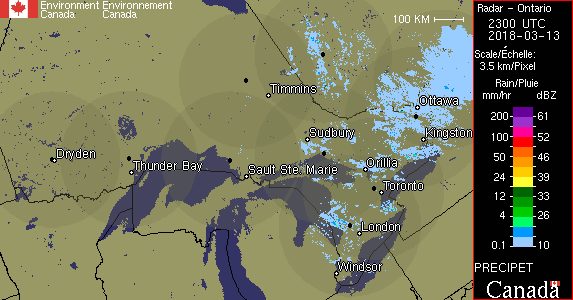 Environment Environnement
Canada Canada
100 KM
Timmins
Ottawa
Sudbury
Kingston
Dryden
Thunder Bay
Sault Ste. Marie
Orillia
Toronto
London
Windsor
Radar - Ontario
2300 UTC
2018-03-13
Scale/Échelle:
3.5 km/Pixel
Rain/Pluie
mm/hr dBZ
200 61
100 52
50 46
24 39
12 33
4 26
0.1 10
PRECIPET
Canada